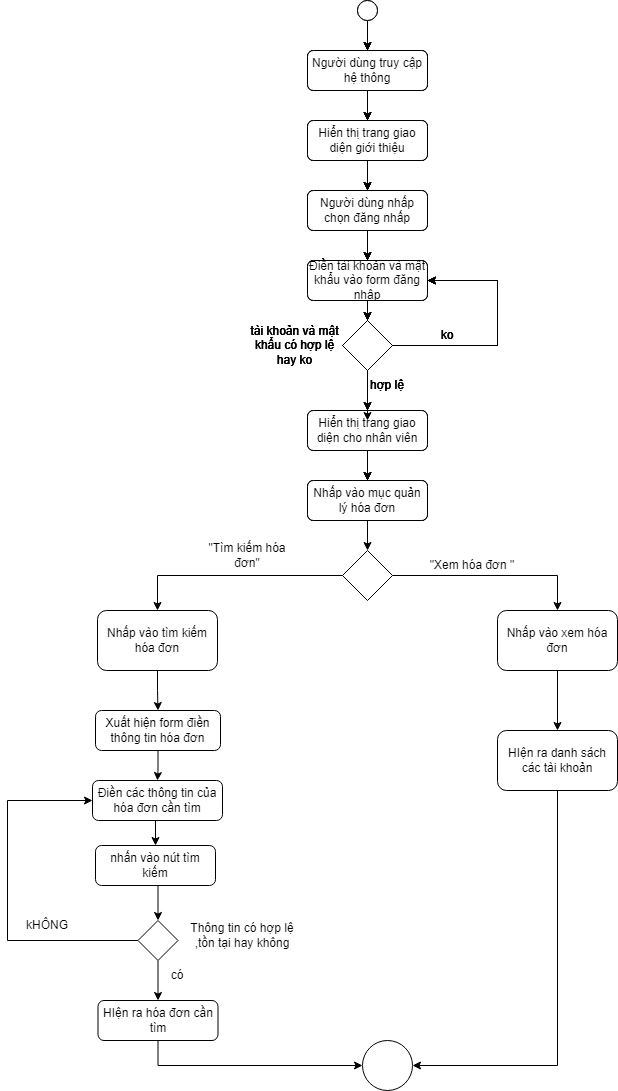 Người dùng truy cập
hệ thông
Hiển thị trang giao
diện giới thiệu
Người dùng nhấp
chọn đăng nhấp
Điền tài khoản và mật
khẩu vào form đăng
nhập
tài khoản và mật
khẩu có hợp lệ
hay ko
ko
hợp lệ
Hiển thị trang giao
diện cho nhân viên
Nhấp vào mục quản
lý hóa đơn
"Tìm kiếm hóa
đơn"
"Xem hóa đơn "
Nhấp vào tìm kiếm
hóa đơn
Nhấp vào xem hóa
đơn
Xuất hiện form điền
thông tin hóa đơn
HIện ra danh sách
các tài khoản
Điền các thông tin của
hóa đơn cần tìm
nhấn vào nút tìm
kiếm
kHÔNG
Thông tin có hợp lệ
,tồn tại hay không
có
HIện ra hóa đơn cần
tìm